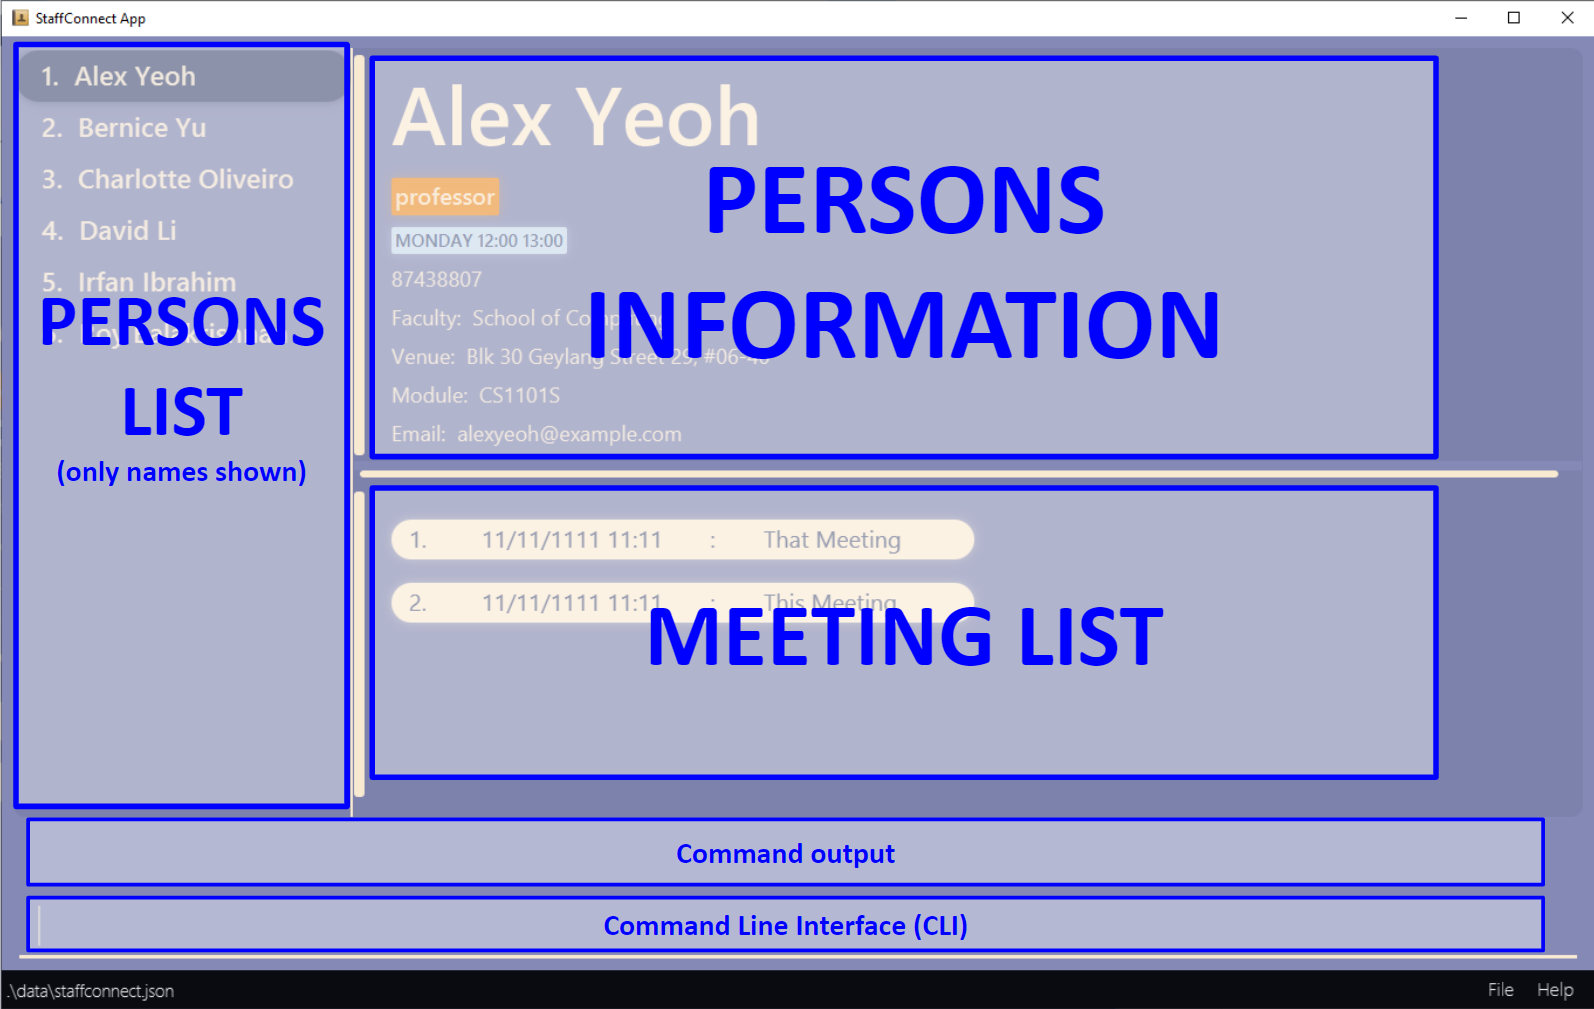 StaffConnect App
1. Alex Yeoh
2. Bernice Yu
3. Charlotte Oliveiro
4. David Li
5. Irfan Ibrahim
PERSONS
LIST
(only names shown)
Alex Yeoh
professor
MONDAY 12:00 13:00
87438807
Faculty: School of Computing
Venue: Blk 30 Geylang Street 29, #06-40
Module: CS1101S
Email: alexyeoh@example.com
PERSONS
INFORMATION
1. 11/11/1111 11:11 : That Meeting
2. 11/11/1111 11:11 : This Meeting
MEETING LIST
Command output
Command Line Interface (CLI)
.\data\staffconnect.json
File Help